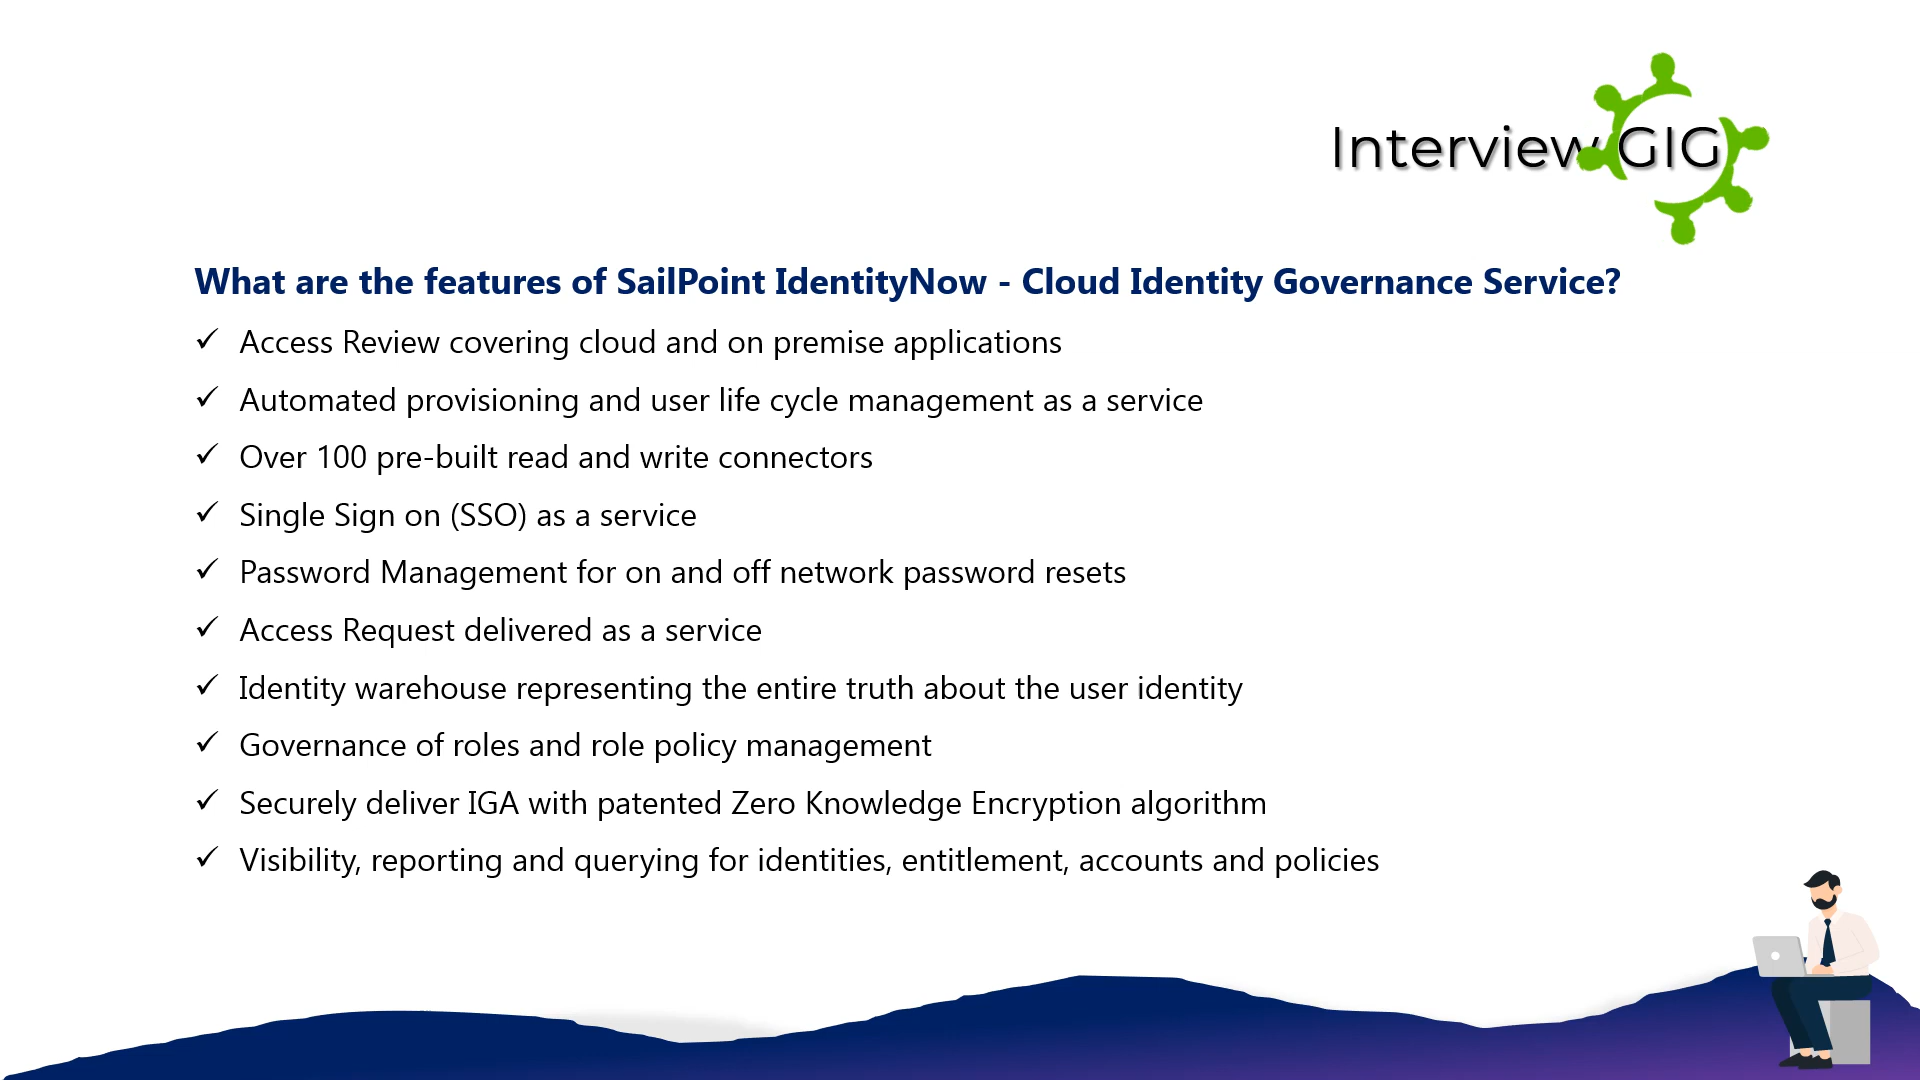 Interview GIG
What are the features of SailPoint IdentityNow - Cloud Identity Governance Service?
✓ Access Review covering cloud and on premise applications
✓ Automated provisioning and user life cycle management as a service
✓ Over 100 pre-built read and write connectors
✓ Single Sign on (SSO) as a service
✓ Password Management for on and off network password resets
✓ Access Request delivered as a service
✓ Identity warehouse representing the entire truth about the user identity
✓ Governance of roles and role policy management
✓ Securely deliver IGA with patented Zero Knowledge Encryption algorithm
✓ Visibility, reporting and querying for identities, entitlement, accounts and policies